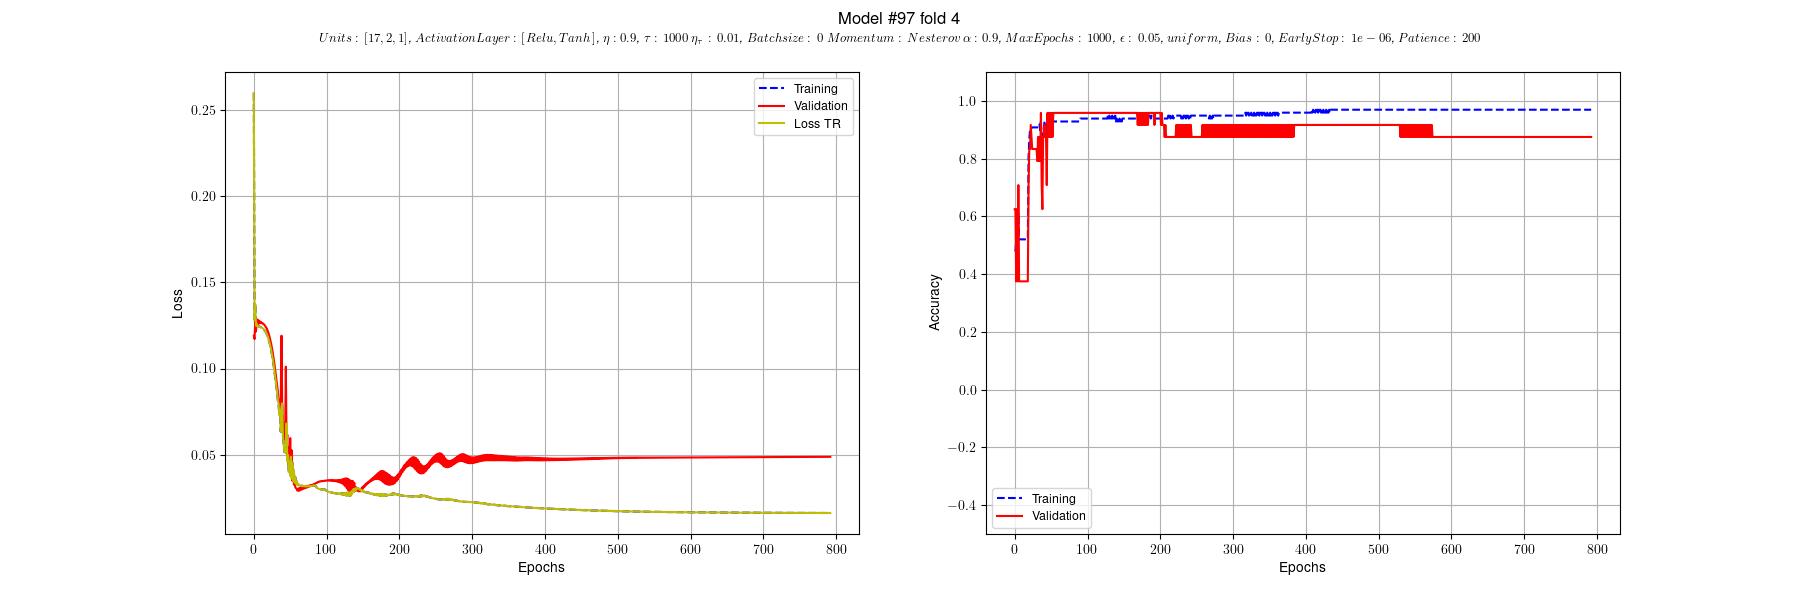 Model #97 fold 4
Units : [17, 2, 1], ActivationLayer : [Relu, Tanh], η : 0.9, τ : 1000 η_τ : 0.01, Batchsize : 0 Momentum : Nesterov α : 0.9, MaxEpochs : 1000, ϵ : 0.05, uniform, Bias : 0, EarlyStop : 1e − 06, Patience : 200
Training
Validation
Loss TR
0.25
0.20
0.15
0.10
0.05
Loss
0 100 200 300 400 500 600 700 800
Epochs
1.0
0.8
0.6
0.4
0.2
0.0
−0.2
−0.4
Accuracy
Training
Validation
0 100 200 300 400 500 600 700 800
Epochs